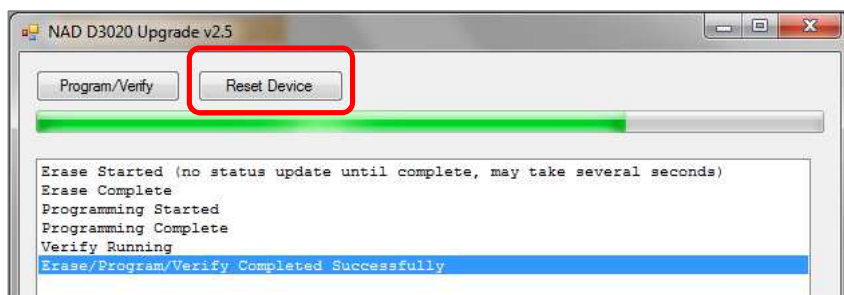 NAD D3020 Upgrade v2.5
Program/Verify Reset Device
Erase Started (no status update until complete, may take several seconds)
Erase Complete
Programming Started
Programming Complete
Verify Running
Erase/Program/Verify Completed Successfully